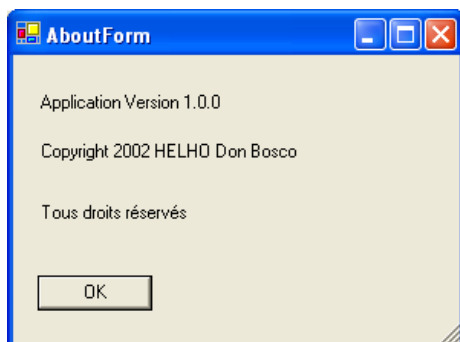 AboutForm
Application Version 1.0.0
Copyright 2002 HELHO Don Bosco
Tous droits réservés
OK